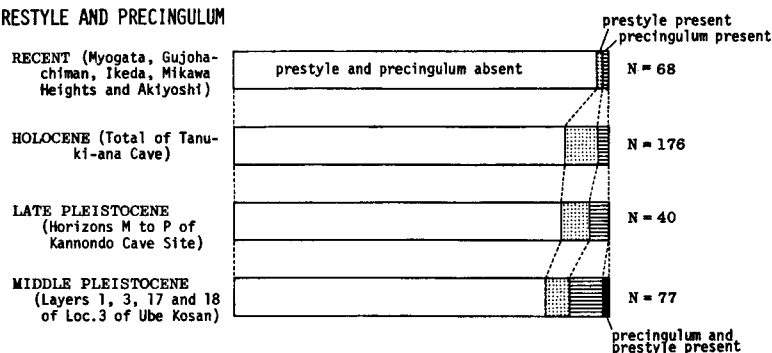 RESTYLE AND PRECINGULUM
prestyle present
precingulum present
RECENT (Myogata, Gujoha-
chiman, Ikeda, Mikawa
Heights and Akiyoshi)
prestyle and precingulum absent
N = 68
HOLOCENE (Total of Tanu-
ki-ana Cave)
N = 176
LATE PLEISTOCENE
(Horizons M to P of
Kannondo Cave Site)
N = 40
MIDDLE PLEISTOCENE
(Layers 1, 3, 17 and 18
of Loc.3 of Ube Kosan)
N = 77
precingulum and
prestyle present